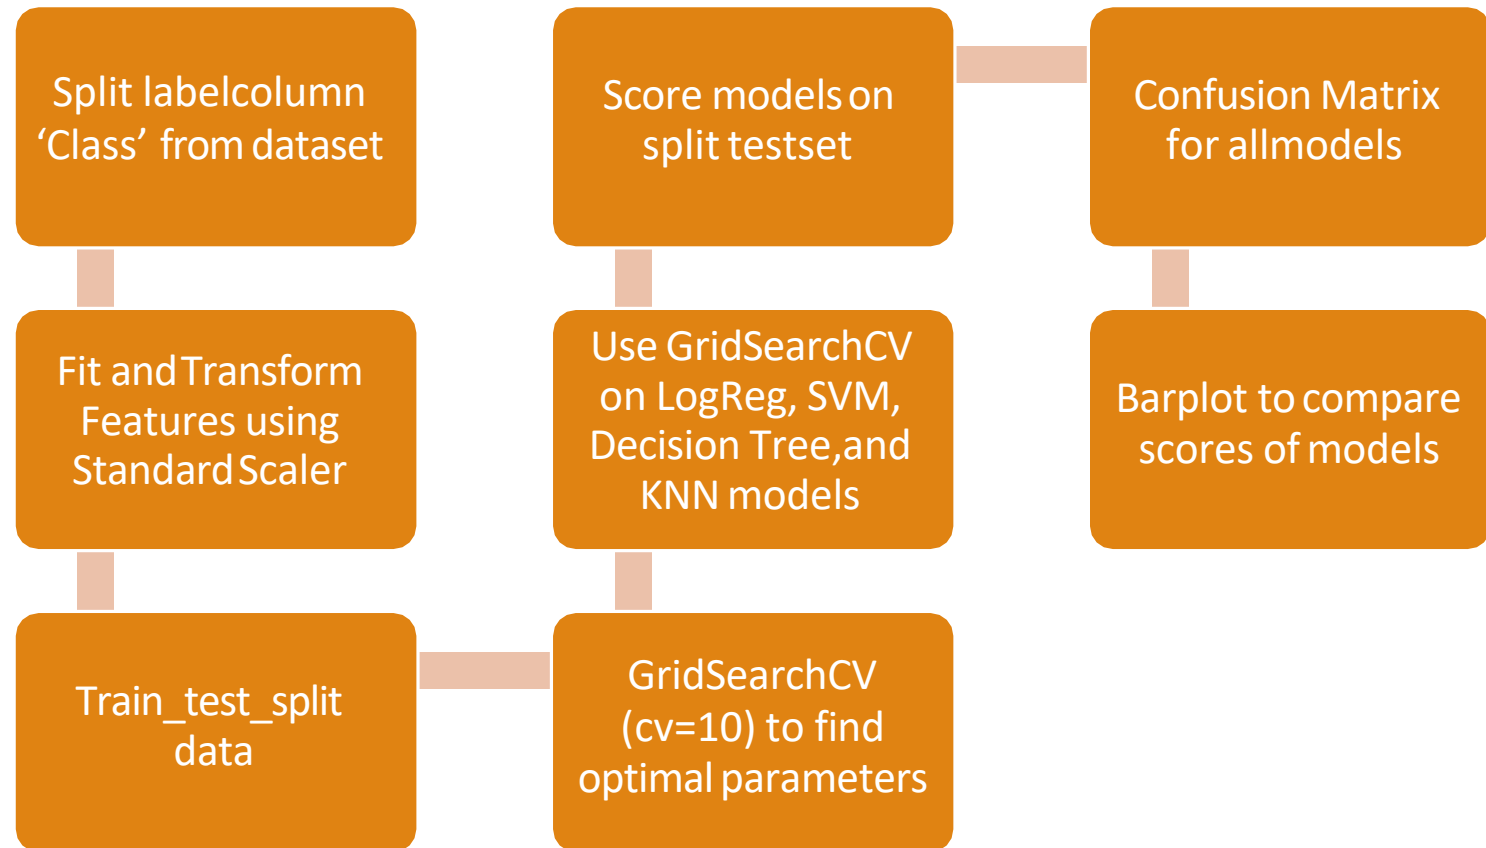 Split labelcolumn
‘Class’ from dataset
Fit and Transform
Features using
Standard Scaler
Train_test_split
data
GridSearchCV
(cv=10) to find
optimal parameters
Use GridSearchCV
on LogReg, SVM,
Decision Tree,and
KNN models
Score models on
split testset
Confusion Matrix
for allmodels
Barplot to compare
scores of models